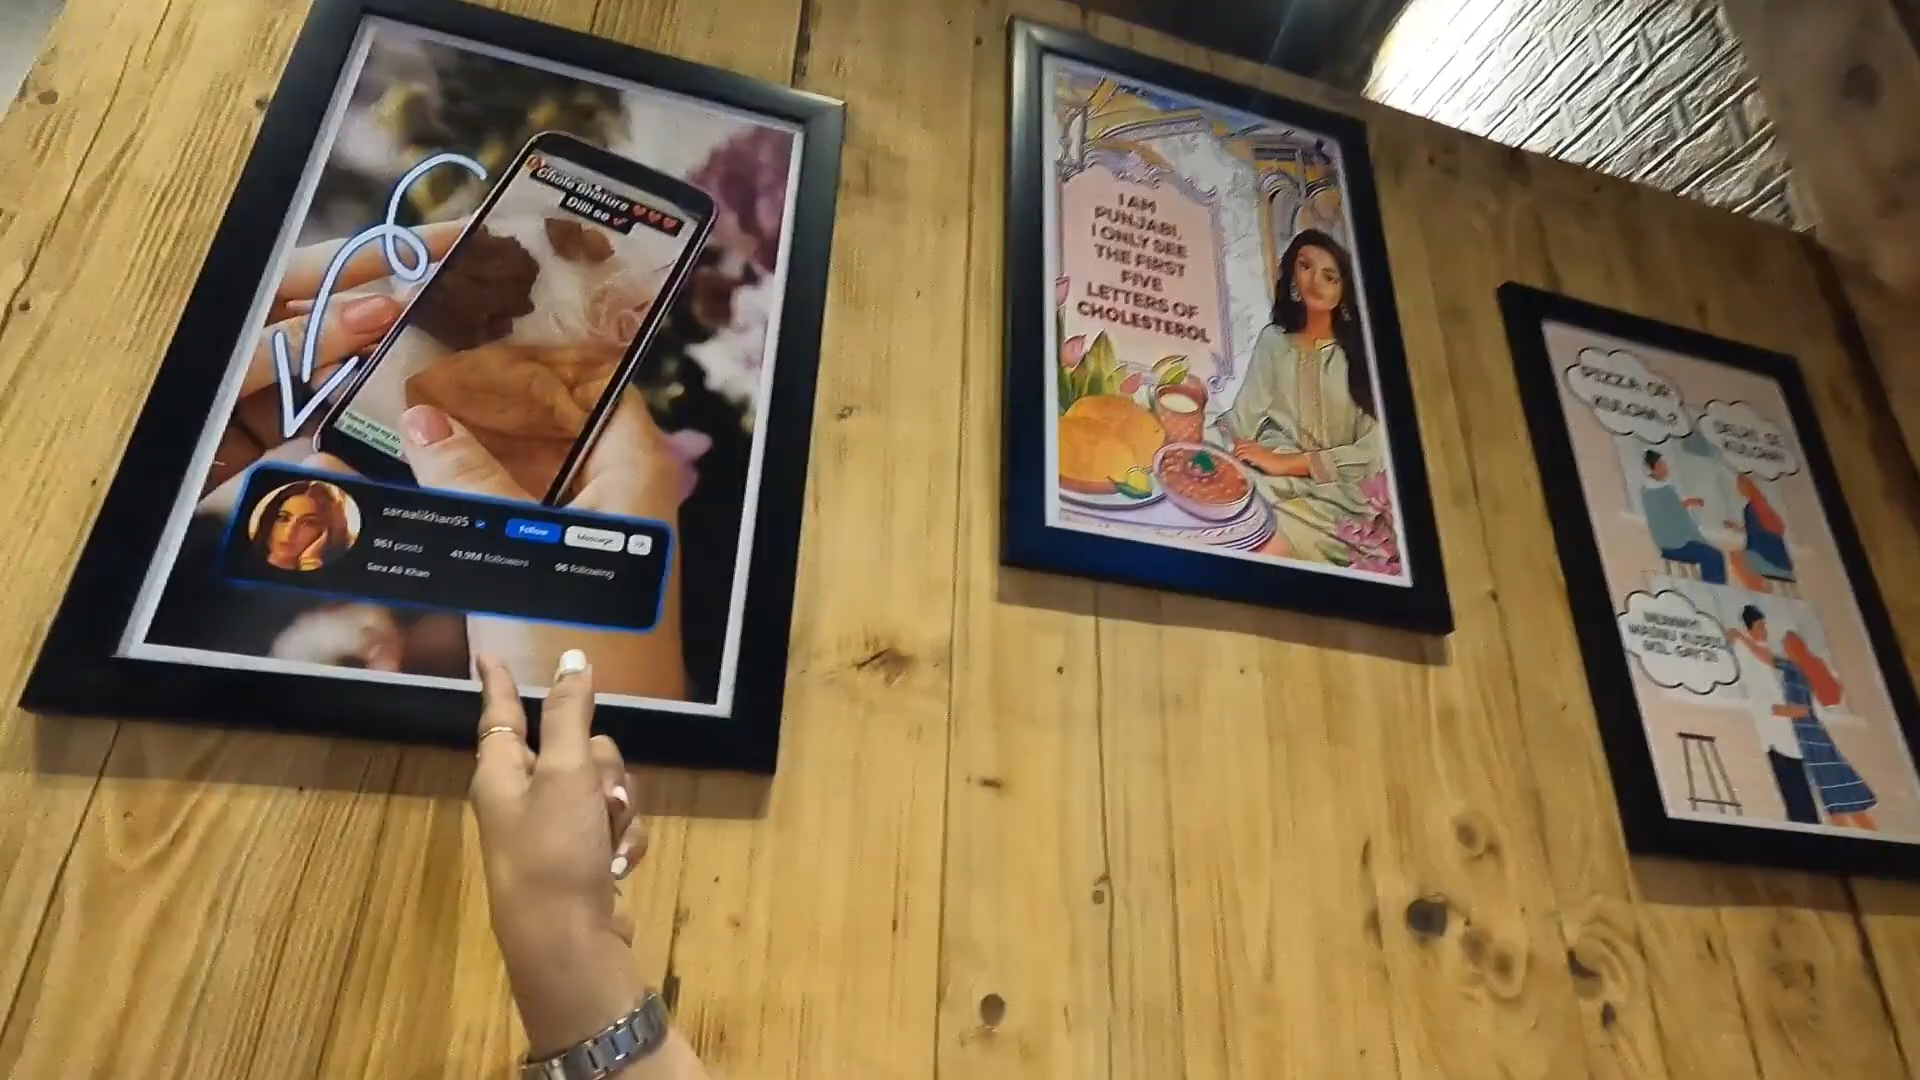 Chole Bhature ❤❤❤
Dilli se
saraalikhan95
Follow
Message
951 posts
41.9M followers
96 following
Sara Ali Khan
I AM
PUNJABI,
I ONLY SEE
THE FIRST
FIVE
LETTERS OF
CHOLESTEROL
PIZZA OR
KULCHA?
DELHI SE
KULCHA!
MUMMY!